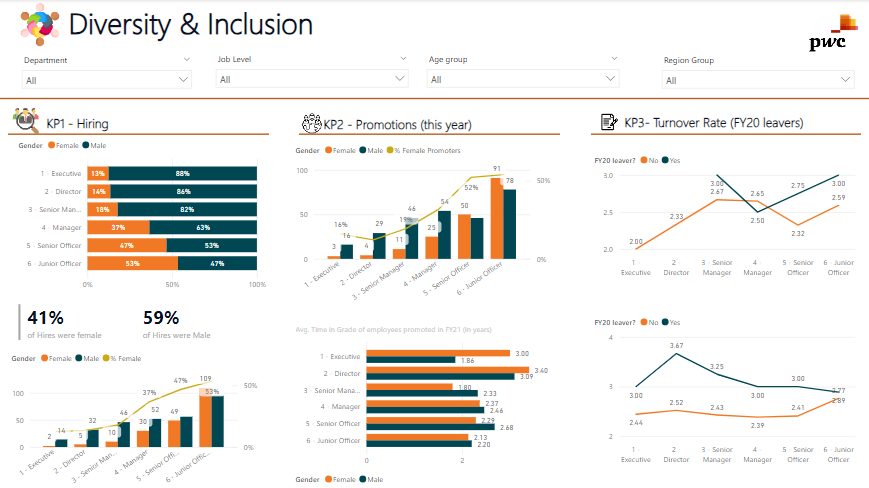 Diversity & Inclusion
pwc
Department
All
Job Level
All
Age group
All
Region Group
All
KP1 - Hiring
Gender Female Male
1 - Executive 13% 88%
2 - Director 14% 86%
3 - Senior Man... 18% 82%
4 - Manager 37% 63%
5 - Senior Officer 47% 53%
6 - Junior Officer 53% 47%
0% 50% 100%
41%
of Hires were female
59%
of Hires were Male
Gender Female Male % Female
100
50
0
50%
0%
2 14 5 32 10 46 30 52 49 109
37% 47% 53%
1 - Executive
2 - Director
3 - Senior Man...
4 - Manager
5 - Senior Offi...
6 - Junior Offic...
KP2 - Promotions (this year)
Gender Female Male % Female Promoters
100
50
0
50%
0%
3 16 4 29 11 46 25 54 50 91 78
16% 19% 52%
1 - Executive
2 - Director
3 - Senior Manager
4 - Manager
5 - Senior Officer
6 - Junior Officer
Avg. Time in Grade of employees promoted in FY21 (in years)
1 - Executive 3.00 1.86
2 - Director 3.40 3.09
3 - Senior Mana... 1.80 2.33
4 - Manager 2.37 2.46
5 - Senior Officer 2.29 2.68
6 - Junior Officer 2.13 2.20
0 2
Gender Female Male
KP3- Turnover Rate (FY20 leavers)
FY20 leaver? No Yes
3.0
2.5
2.0
2.00 2.33 2.67 2.65 2.32 2.59
3.00 2.50 2.75 3.00
1 - Executive
2 Director
3 - Senior Manager
4 - Manager
5 - Senior Officer
6 - Junior Officer
FY20 leaver? No Yes
4
3
2
3.00 3.67 3.25 3.00 3.00
2.44 2.52 2.43 2.39 2.41 2.77
1 - Executive
2 Director
3 - Senior Manager
4 - Manager
5 - Senior Officer
6 - Junior Officer